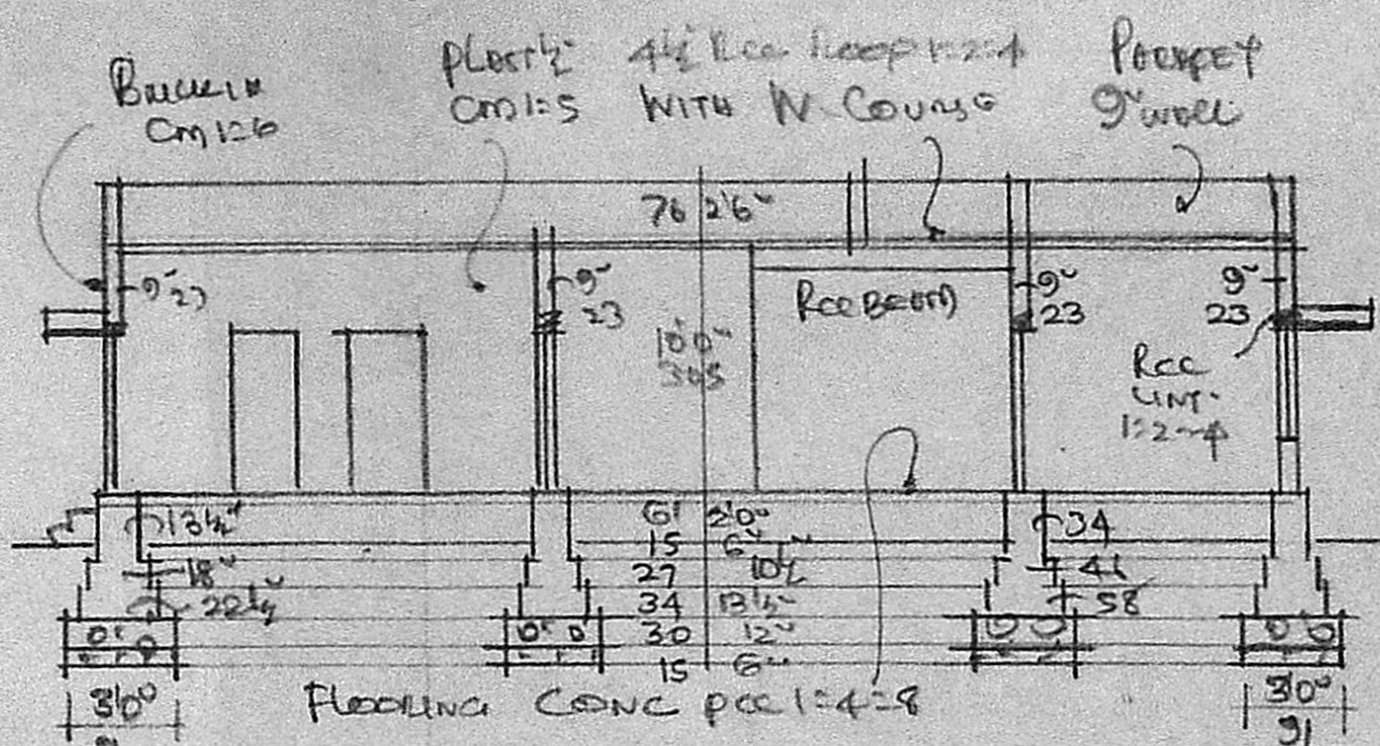 BRICK IN
CM 1:6
PLAST½"
CM 1:5
4½ RCC ROOF 1:2:4
WITH W. COURSE
PARAPET
9" WALL
76 2'6"
9" 23
9"
23
10'0"
305
RCC BEAM
9"
23
9"
23
RCC
LINT.
1:2:4
13½"
18"
22½"
61 2'0"
15 6"
27 10½
34 13½"
30 12"
15 6"
34
41
58
3'0"
91
FLOORING CONC PCC 1:4:8
3'0"
91